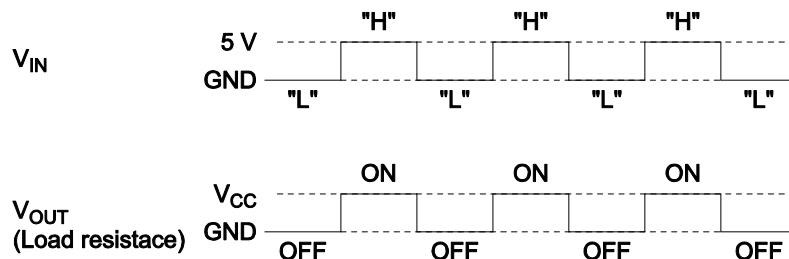 "H" "H" "H"
5 V
VIN
GND
"L" "L" "L" "L"
ON ON ON
VCC
VOUT
(Load resistace)
GND
OFF OFF OFF OFF